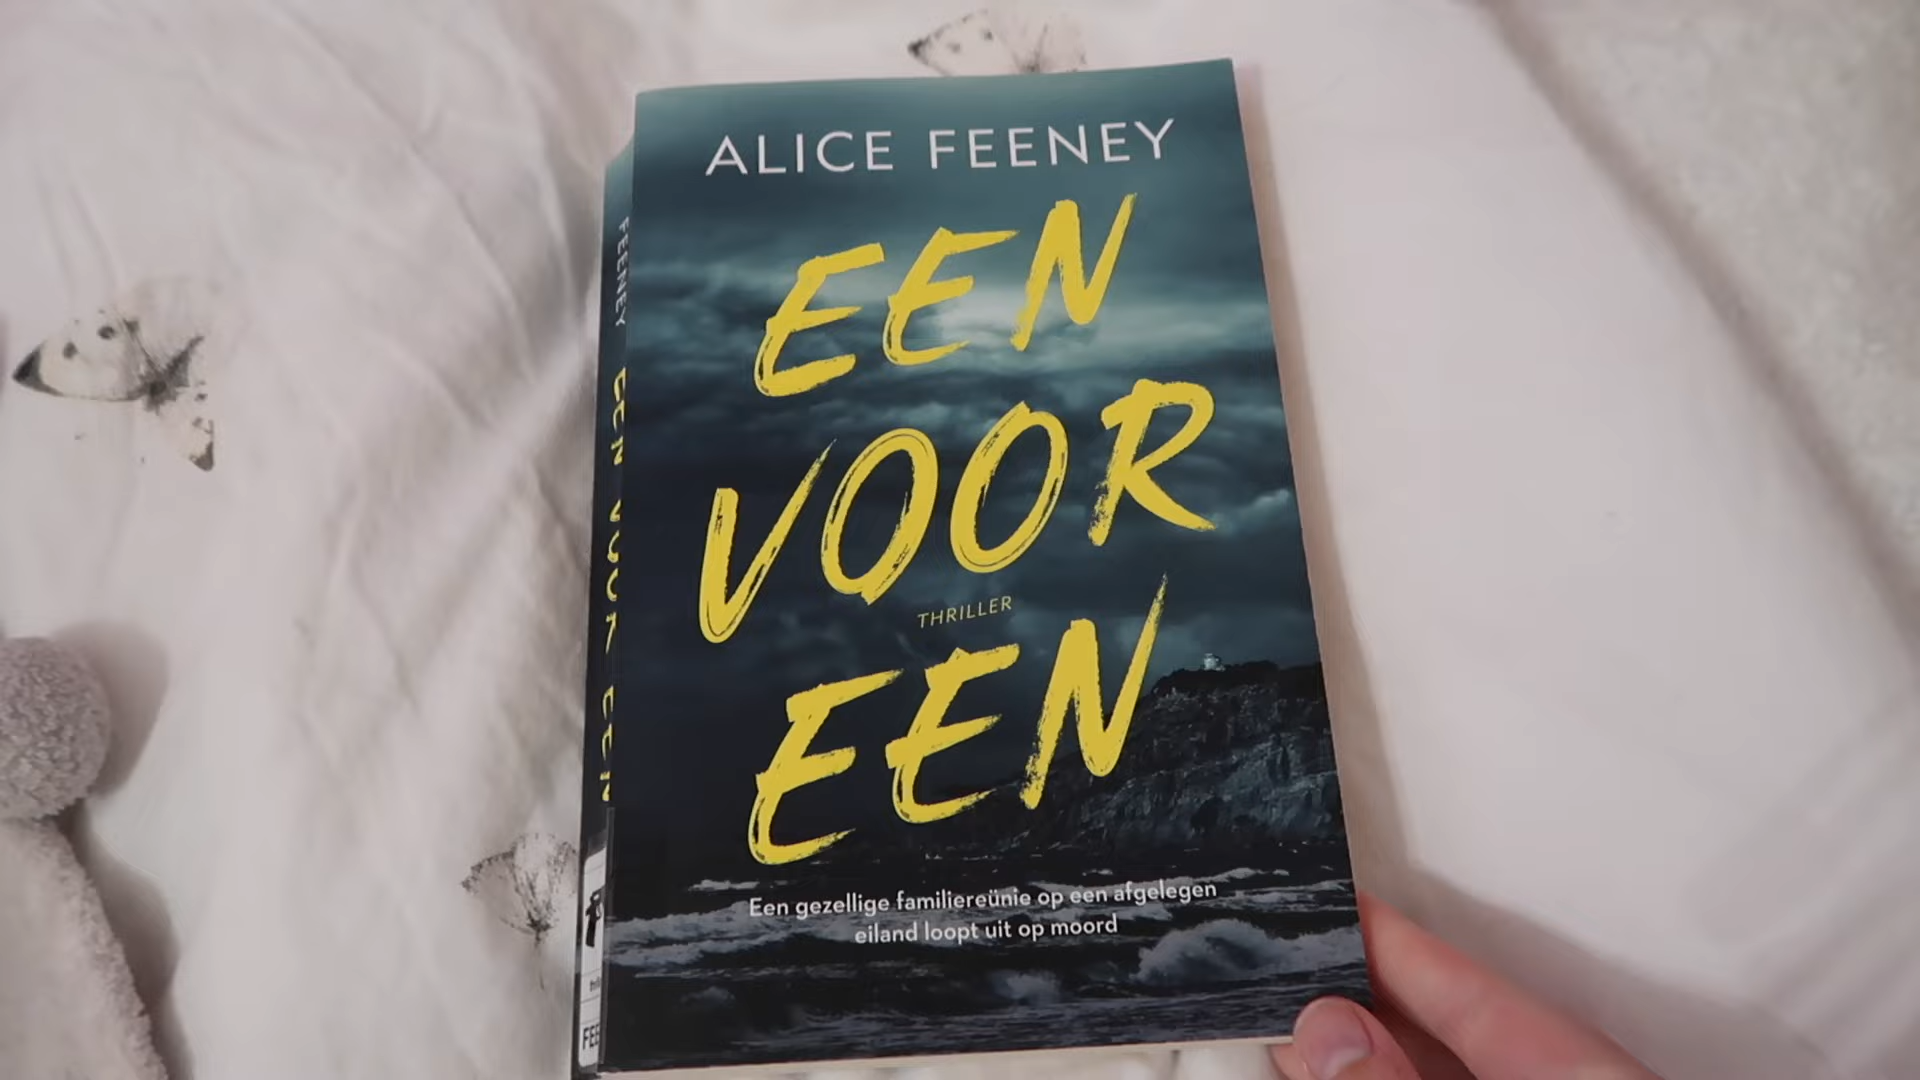 ALICE FEENEY
EEN
VOOR
THRILLER
EEN
Een gezellige familiereünie op een afgelegen
eiland loopt uit op moord
FEENEY EEN VOOR EEN
FEE